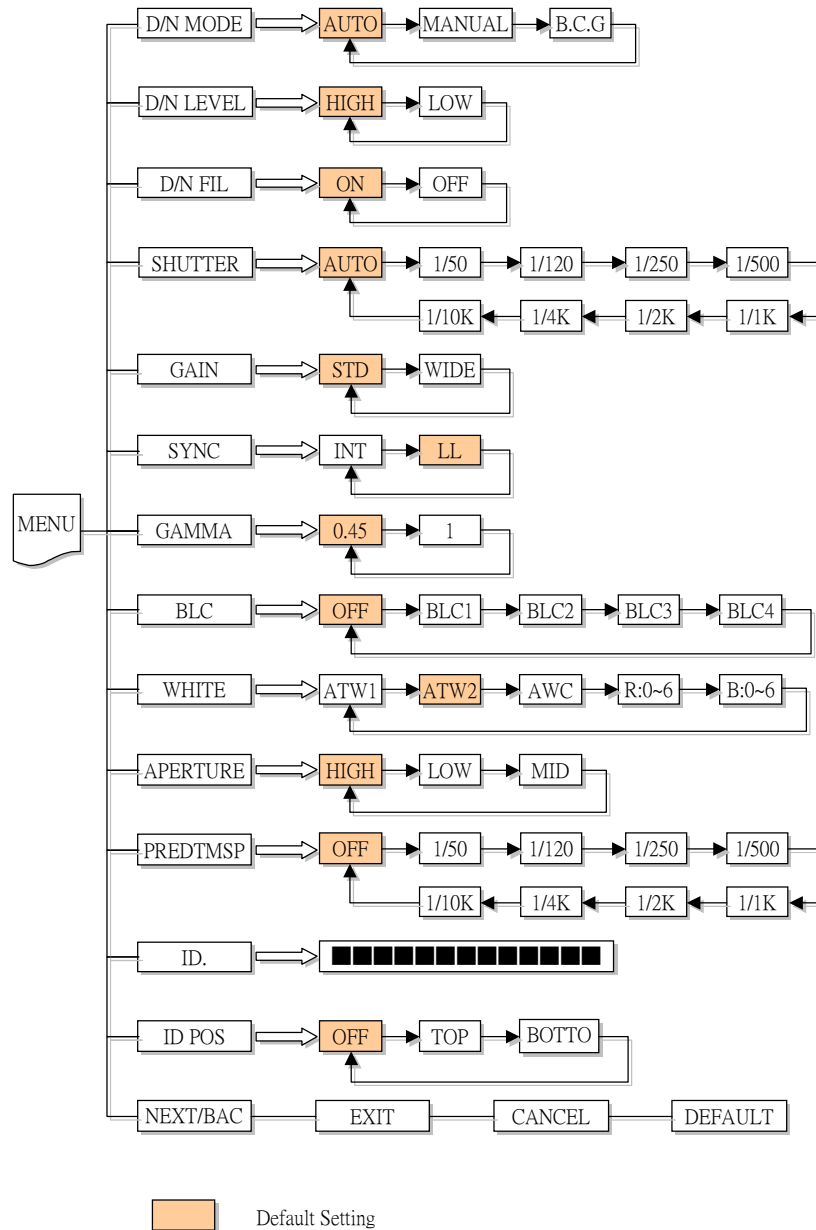 D/N MODE AUTO MANUAL B.C.G
D/N LEVEL HIGH LOW
D/N FIL ON OFF
SHUTTER AUTO 1/50 1/120 1/250 1/500
1/10K 1/4K 1/2K 1/1K
GAIN STD WIDE
SYNC INT LL
MENU
GAMMA 0.45 1
BLC OFF BLC1 BLC2 BLC3 BLC4
WHITE ATW1 ATW2 AWC R:0~6 B:0~6
APERTURE HIGH LOW MID
PREDTMSP OFF 1/50 1/120 1/250 1/500
1/10K 1/4K 1/2K 1/1K
ID. ■■■■■■■■■■■■■
ID POS OFF TOP BOTTO
NEXT/BAC EXIT CANCEL DEFAULT
Default Setting